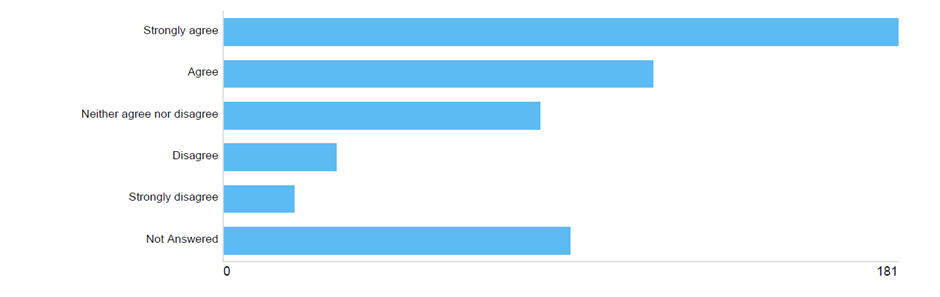 Strongly agree
Agree
Neither agree nor disagree
Disagree
Strongly disagree
Not Answered
0 181